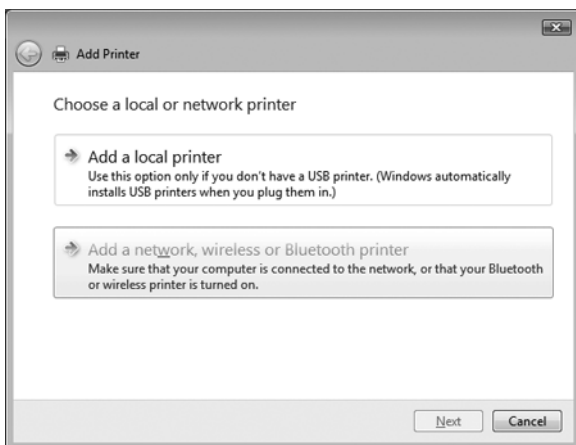 Add Printer
Choose a local or network printer
Add a local printer
Use this option only if you don't have a USB printer. (Windows automatically
installs USB printers when you plug them in.)
Add a network, wireless or Bluetooth printer
Make sure that your computer is connected to the network, or that your Bluetooth
or wireless printer is turned on.
Next Cancel